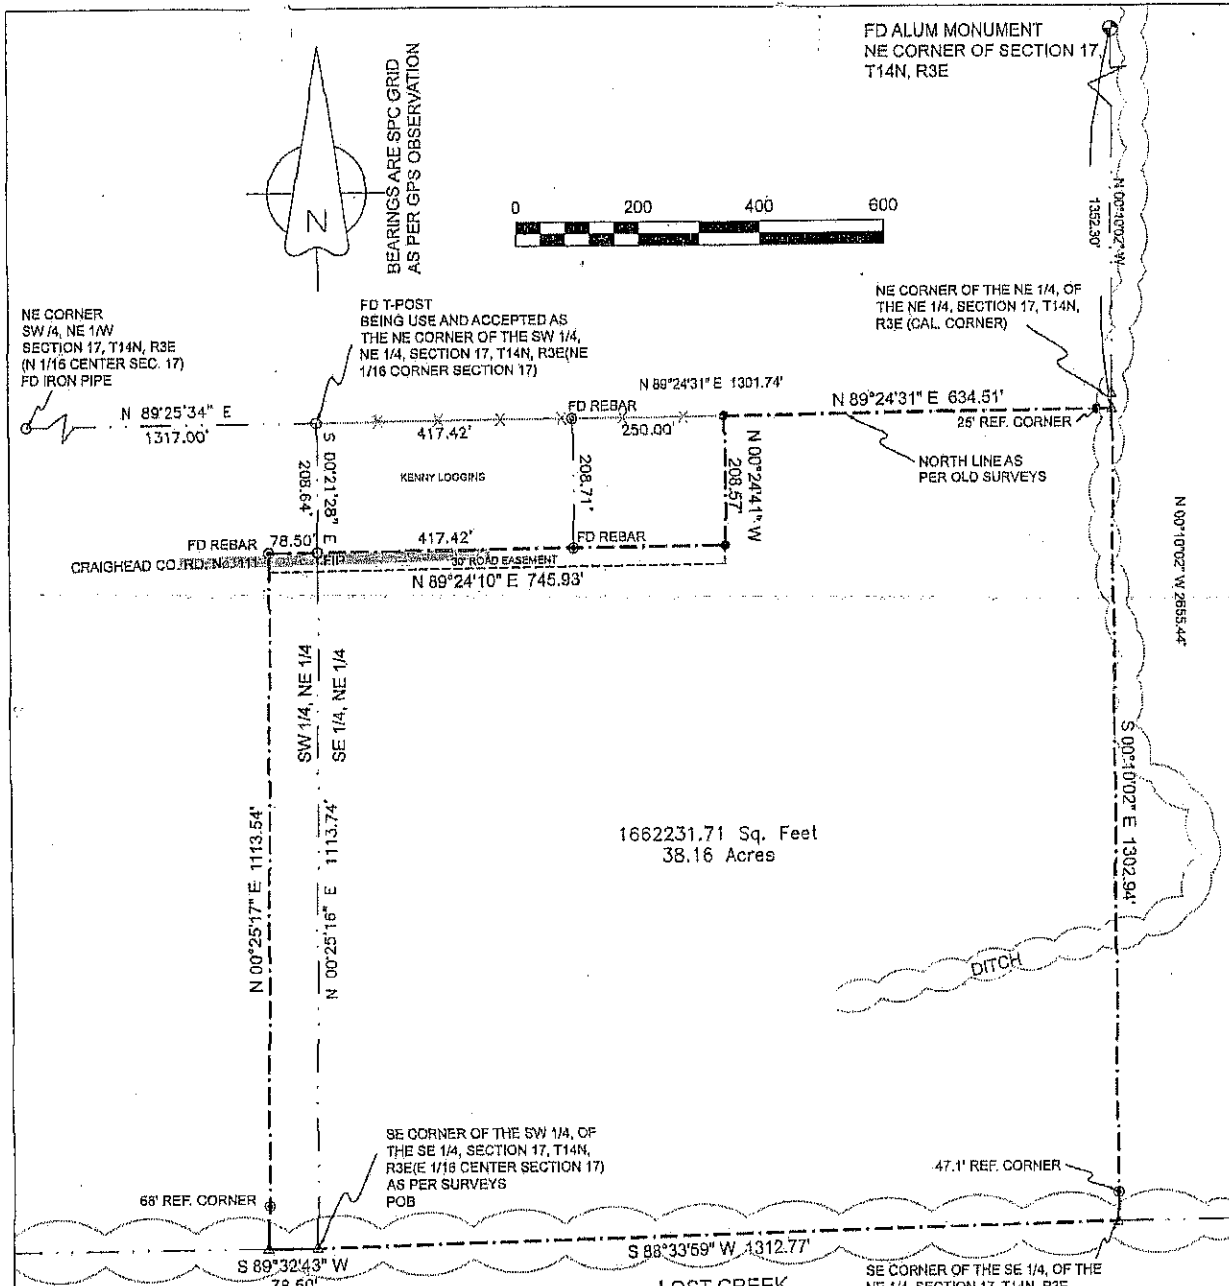 FD ALUM MONUMENT
NE CORNER OF SECTION 17,
T14N, R3E
BEARINGS ARE SPC GRID
AS PER GPS OBSERVATION
N
0 200 400 600
N 00°10'02" W
1352.30'
NE CORNER
SW /4, NE 1/W
SECTION 17, T14N, R3E
(N 1/16 CENTER SEC. 17)
FD IRON PIPE
FD T-POST
BEING USE AND ACCEPTED AS
THE NE CORNER OF THE SW 1/4,
NE 1/4, SECTION 17, T14N, R3E(NE
1/16 CORNER SECTION 17)
NE CORNER OF THE NE 1/4, OF
THE NE 1/4, SECTION 17, T14N,
R3E (CAL. CORNER)
N 89°24'31" E 1301.74'
N 89°24'31" E 634.51'
N 89°25'34" E
1317.00'
FD REBAR
417.42'
250.00'
25' REF. CORNER
NORTH LINE AS
PER OLD SURVEYS
S 00°21'28" E
208.64'
KENNY LOGGINS
208.71'
N 00°24'41" W
208.57'
FD REBAR
78.50'
417.42'
FD REBAR
CRAIGHEAD CO. RD. No. 111
FIP
30' ROAD EASEMENT
N 89°24'10" E 745.93'
N 00°10'02" W 2655.44'
SW 1/4, NE 1/4
SE 1/4, NE 1/4
S 00°10'02" E 1302.94'
N 00°25'17" E 1113.54'
N 00°25'16" E 1113.74'
1662231.71 Sq. Feet
38.16 Acres
DITCH
SE CORNER OF THE SW 1/4, OF
THE SE 1/4, SECTION 17, T14N,
R3E(E 1/16 CENTER SECTION 17)
AS PER SURVEYS
POB
68' REF. CORNER
47.1' REF. CORNER
S 89°32'43" W
78.50'
S 88°33'59" W 1312.77'
LOST CREEK
SE CORNER OF THE SE 1/4, OF THE
NE 1/4, SECTION 17, T14N, R3E